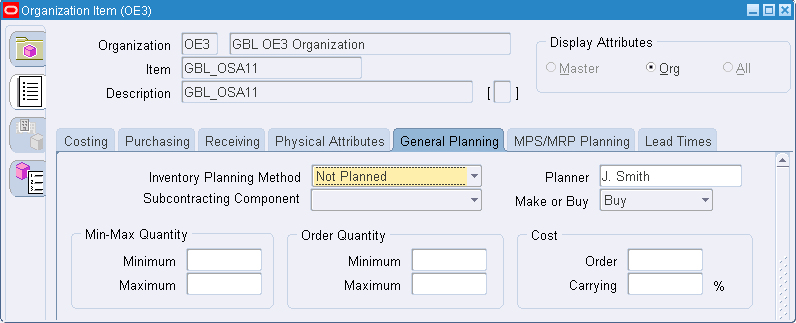 Organization Item (OE3)
Organization OE3 GBL OE3 Organization
Item GBL_OSA11
Description GBL_OSA11 [ ]
Display Attributes
Master Org All
Costing Purchasing Receiving Physical Attributes General Planning MPS/MRP Planning Lead Times
Inventory Planning Method Not Planned Planner J. Smith
Subcontracting Component Make or Buy Buy
Min-Max Quantity Order Quantity Cost
Minimum Minimum Order
Maximum Maximum Carrying %